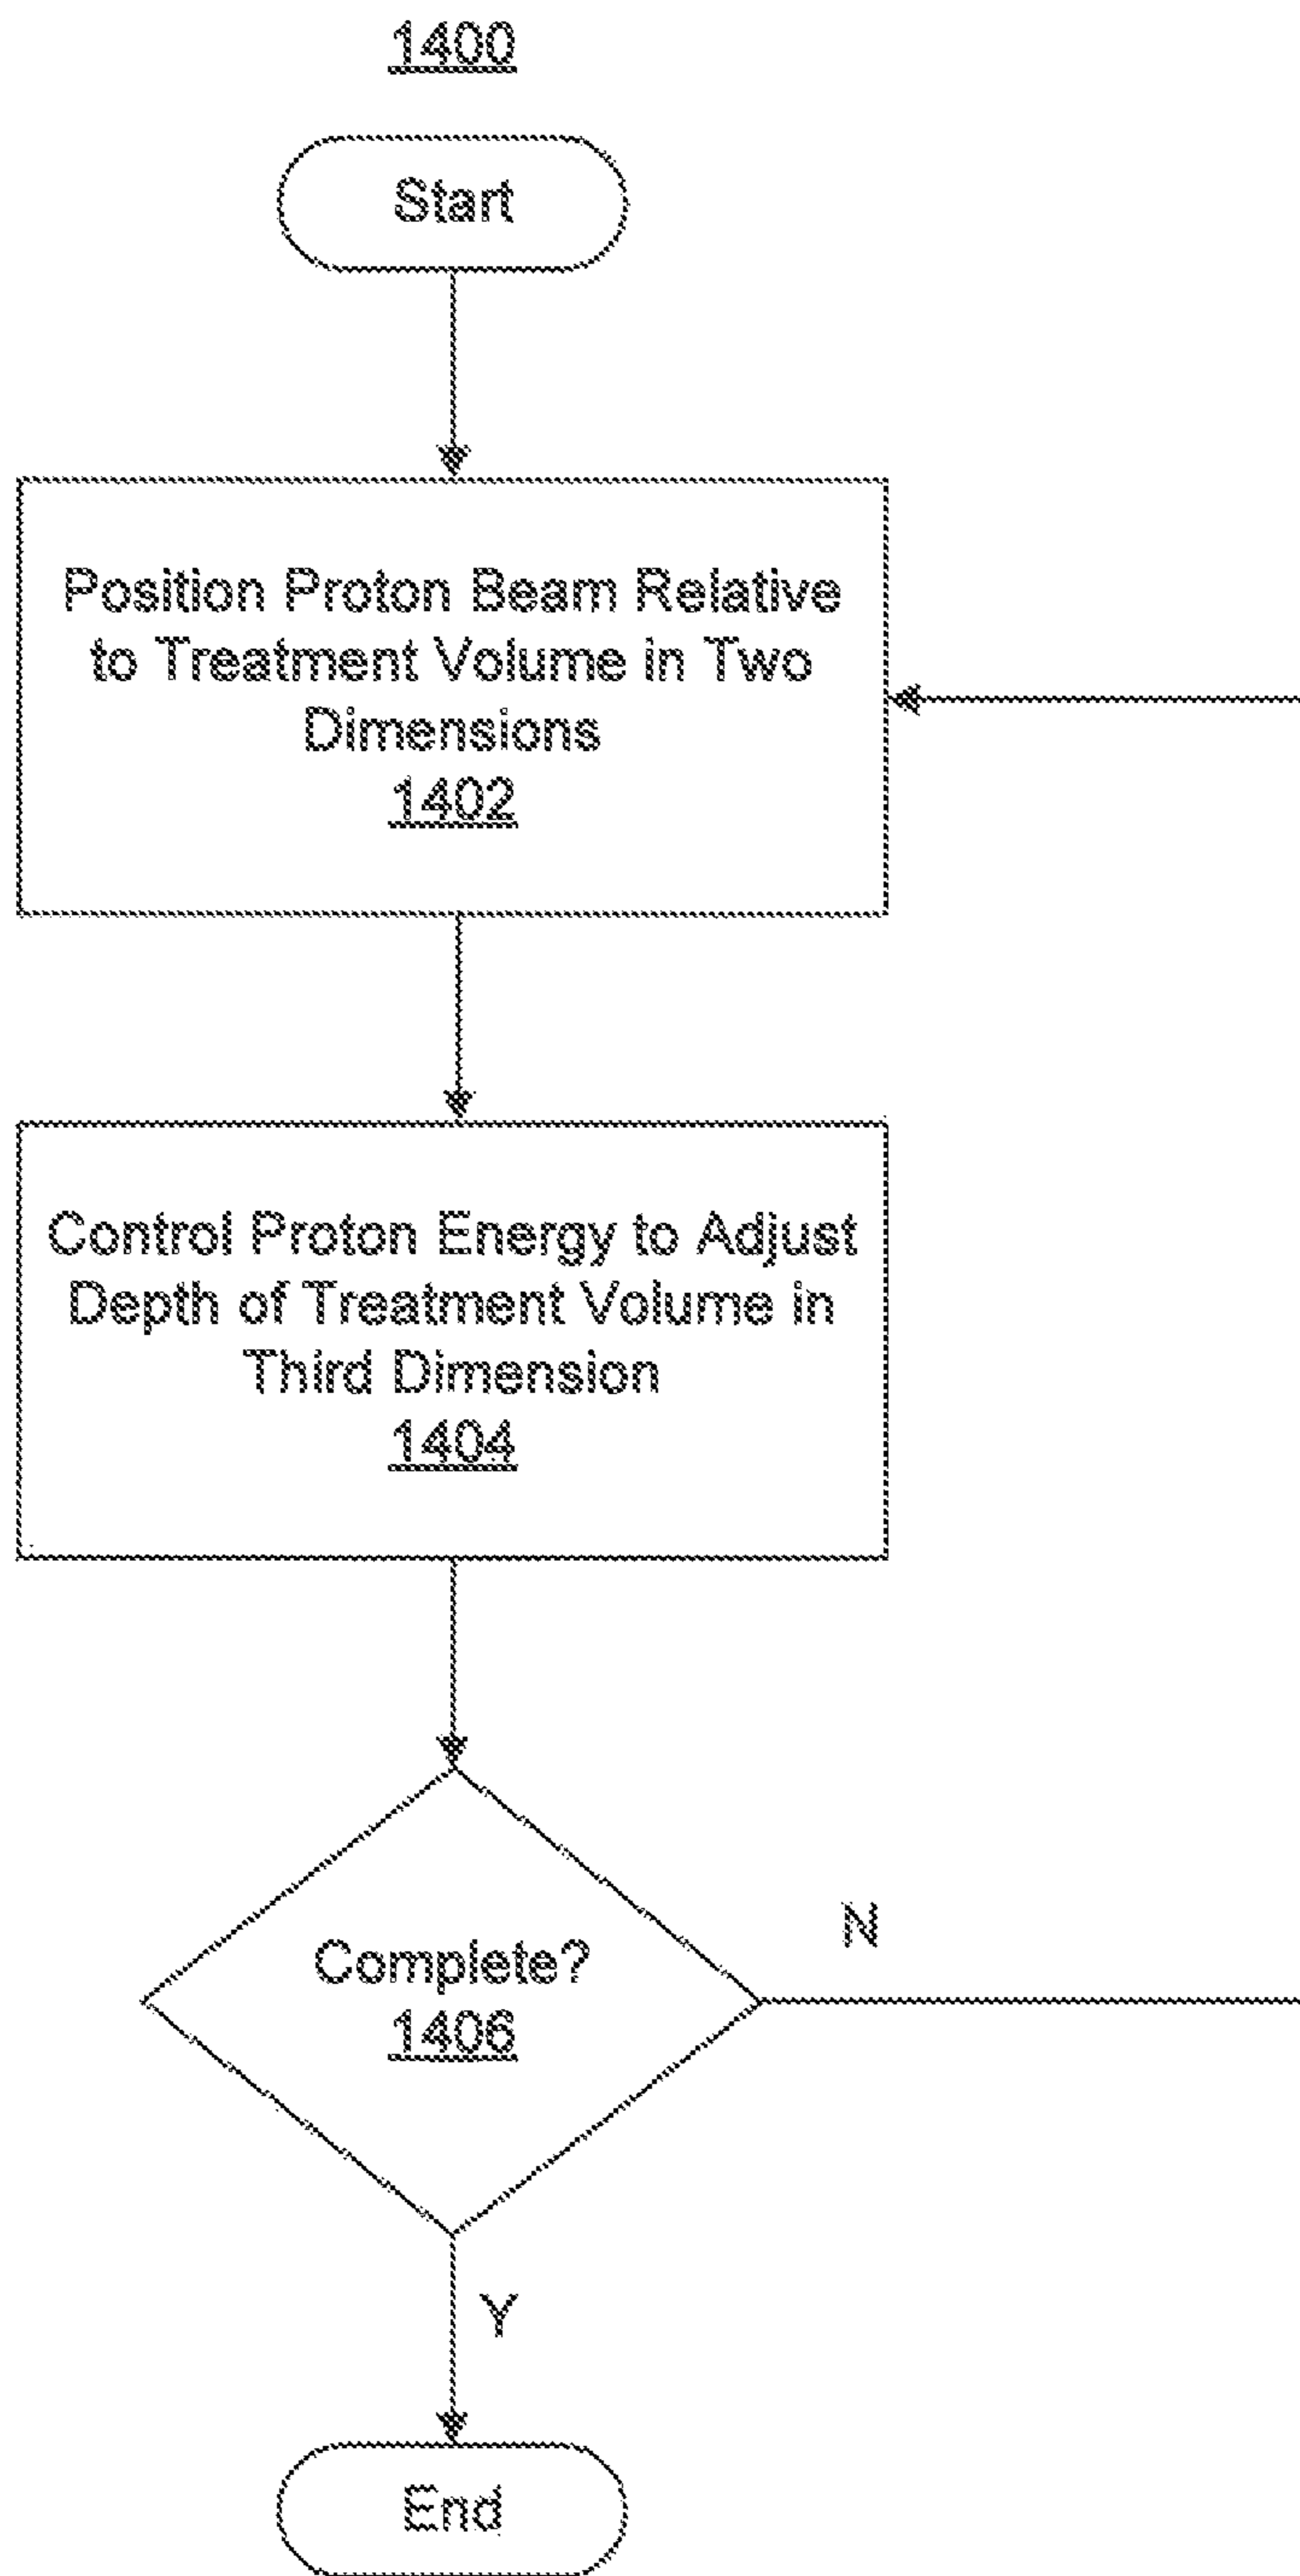 1400
Start
Position Proton Beam Relative
to Treatment Volume in Two
Dimensions
1402
Control Proton Energy to Adjust
Depth of Treatment Volume in
Third Dimension
1404
Complete?
1406
N
Y
End